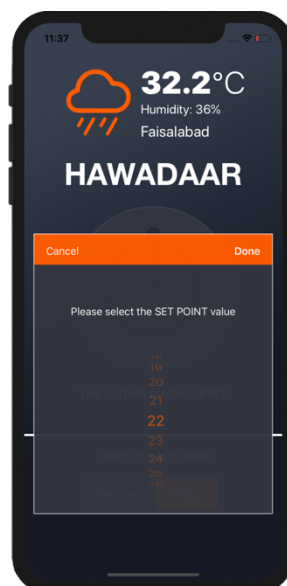 11:37
32.2°C
Humidity: 36%
Faisalabad
HAWADAAR
Cancel Done
Please select the SET POINT value
19
20
21
22
23
24
25